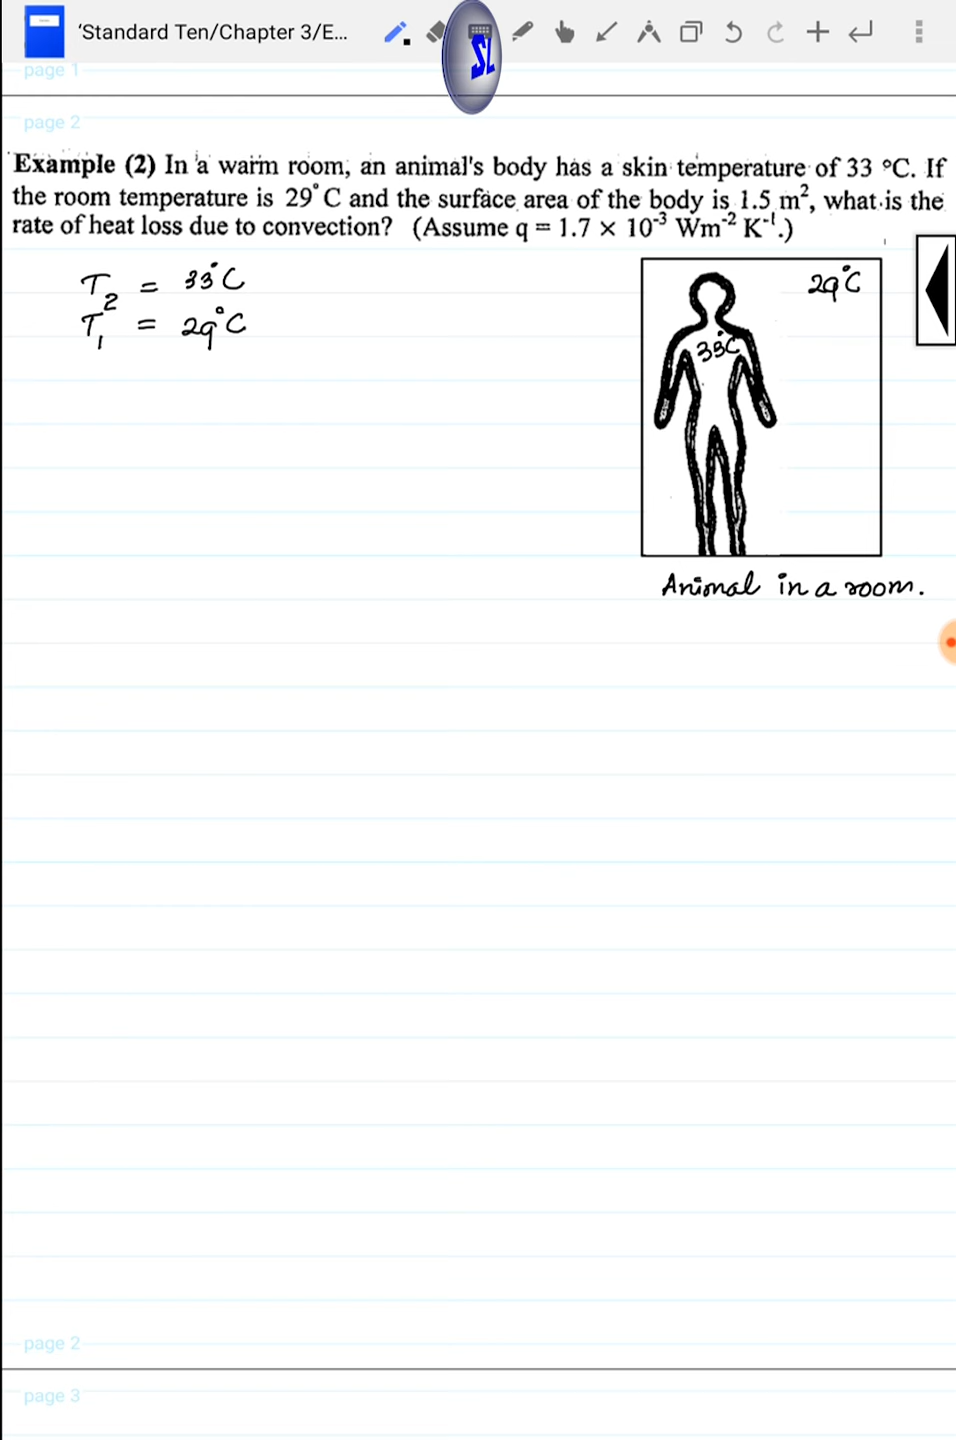 ‘Standard Ten/Chapter 3/E...
SL
page 1
page 2
Example (2) In a warm room, an animal's body has a skin temperature of 33 °C. If
the room temperature is 29° C and the surface area of the body is 1.5 m², what is the
rate of heat loss due to convection? (Assume q = 1.7 × 10⁻³ Wm⁻² K⁻¹.)
T₂ = 33°C
T₁ = 29°C
29°C
33°C
Animal in a room.
page 2
page 3